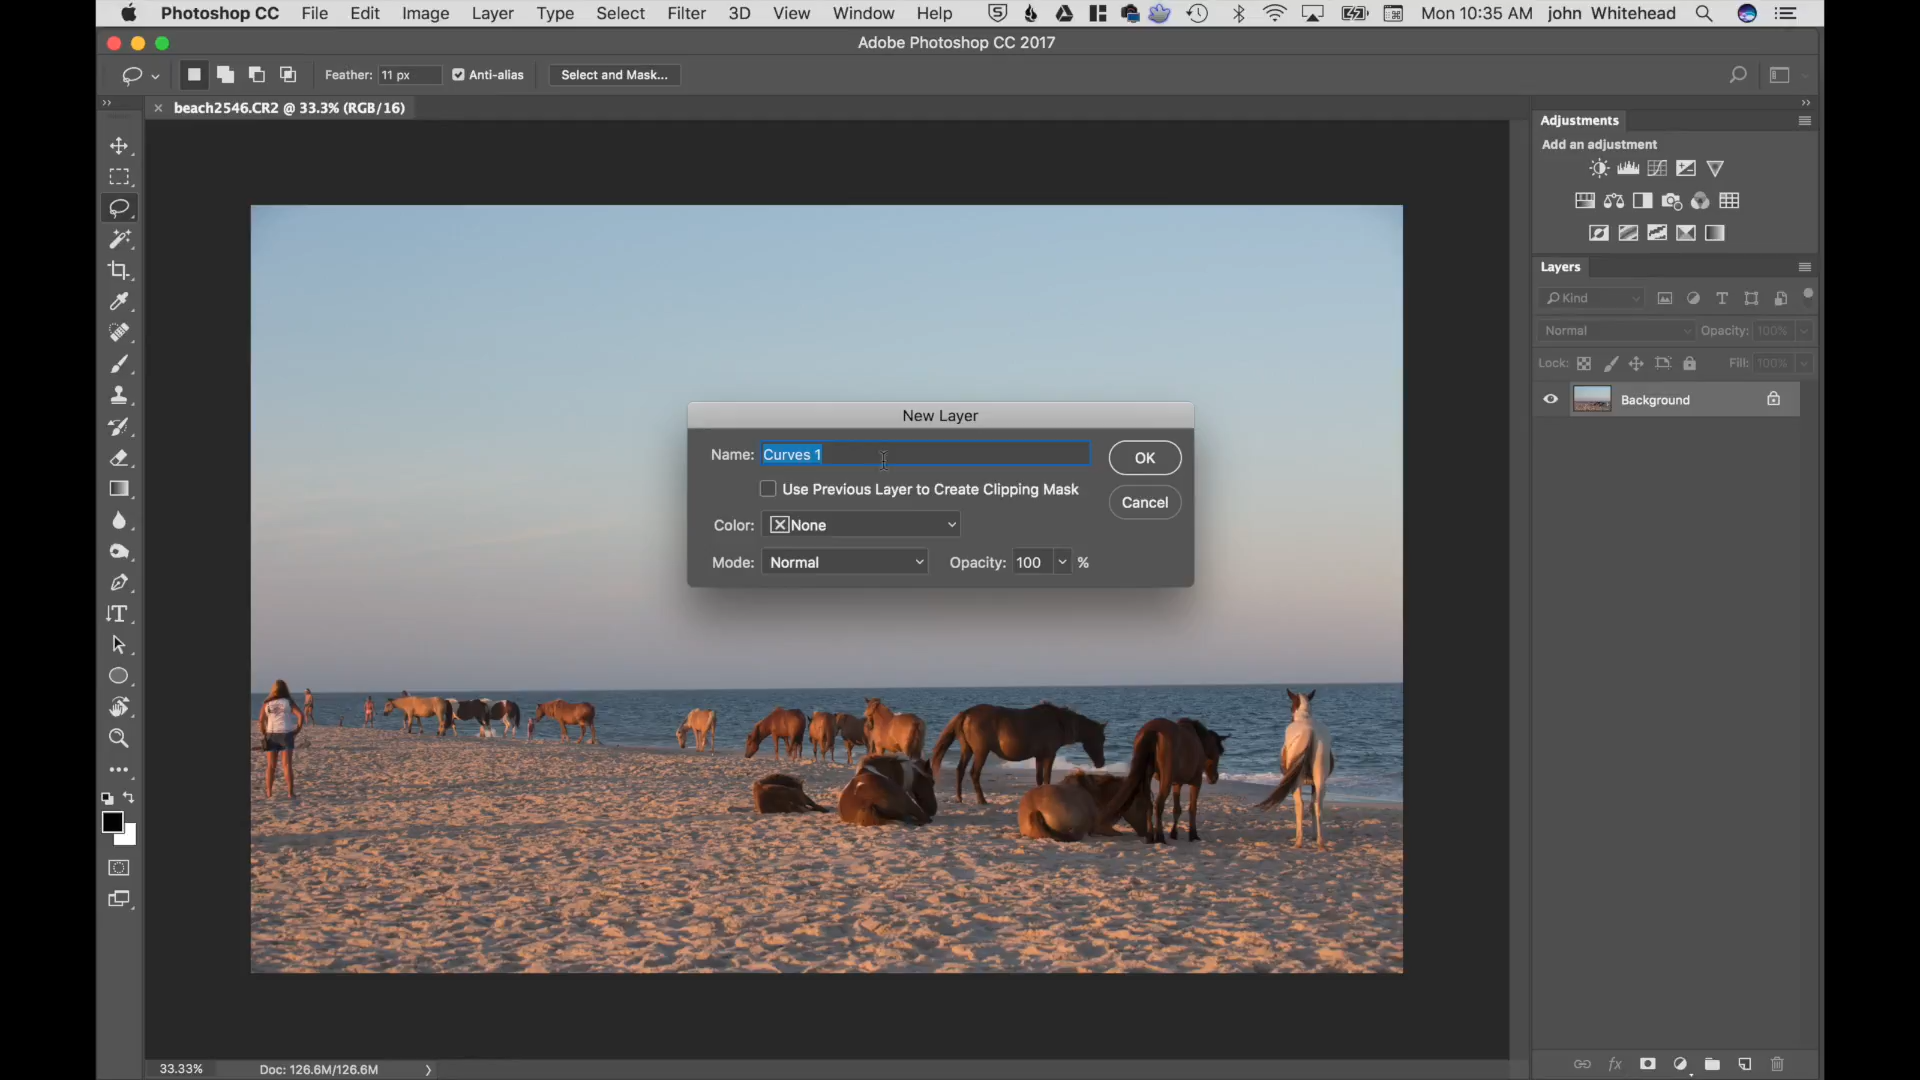 Photoshop CC File Edit Image Layer Type Select Filter 3D View Window Help Mon 10:35 AM john Whitehead
Adobe Photoshop CC 2017
Feather: 11 px Anti-alias Select and Mask...
beach2546.CR2 @ 33.3% (RGB/16)
Adjustments
Add an adjustment
Layers
Kind
Normal Opacity: 100%
Lock: Fill: 100%
Background
New Layer
Name: Curves 1 OK
Use Previous Layer to Create Clipping Mask
Cancel
Color: None
Mode: Normal Opacity: 100 %
33.33% Doc: 126.6M/126.6M
fx